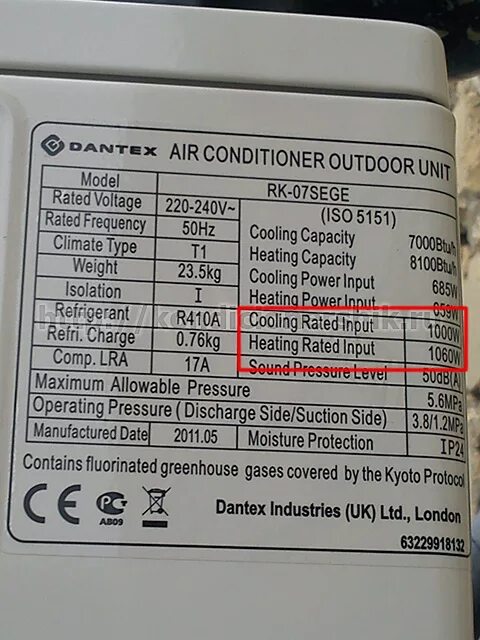 DANTEX AIR CONDITIONER OUTDOOR UNIT
Model RK-07SEGE
Rated Voltage 220-240V~
Rated Frequency 50Hz
Climate Type T1
Weight 23.5kg
Isolation I
Refrigerant R410A
Refri. Charge 0.76kg
Comp. LRA 17A
(ISO 5151)
Cooling Capacity 7000Btu/h
Heating Capacity 8100Btu/h
Cooling Power Input 685W
Heating Power Input 659W
Cooling Rated Input 1000W
Heating Rated Input 1060W
Sound Pressure Level 50dB(A)
Maximum Allowable Pressure 5.6MPa
Operating Pressure ( Discharge Side/Suction Side) 3.8/1.2MPa
Manufactured Date 2011.05 Moisture Protection IP24
Contains fluorinated greenhouse gases covered by the Kyoto Protocol
CE PG AB09
Dantex Industries (UK) Ltd., London
63229918132